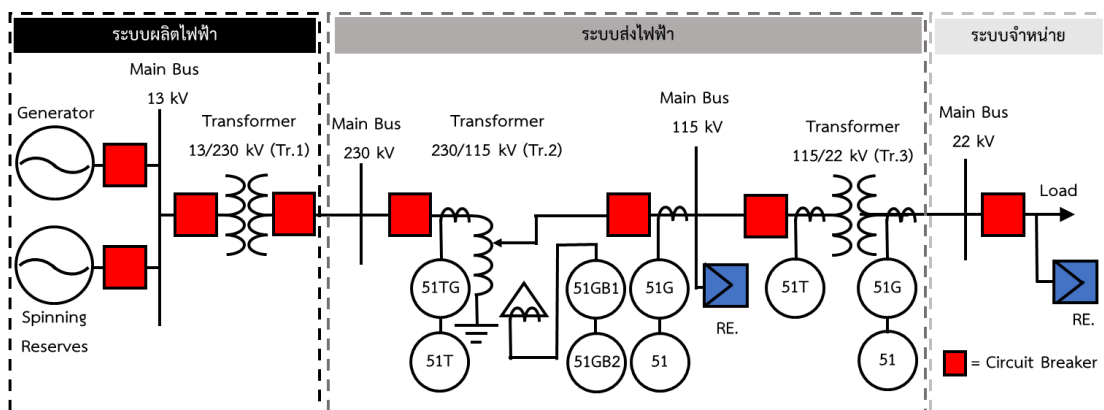 ระบบผลิตไฟฟ้า
ระบบส่งไฟฟ้า
ระบบจำหน่าย
Main Bus
13 kV
Generator
Transformer
13/230 kV (Tr.1)
Spinning
Reserves
Main Bus
230 kV
Transformer
230/115 kV (Tr.2)
Main Bus
115 kV
Transformer
115/22 kV (Tr.3)
Main Bus
22 kV
Load
51TG
51T
51GB1
51GB2
51G
51
RE.
51T
51G
51
RE.
= Circuit Breaker